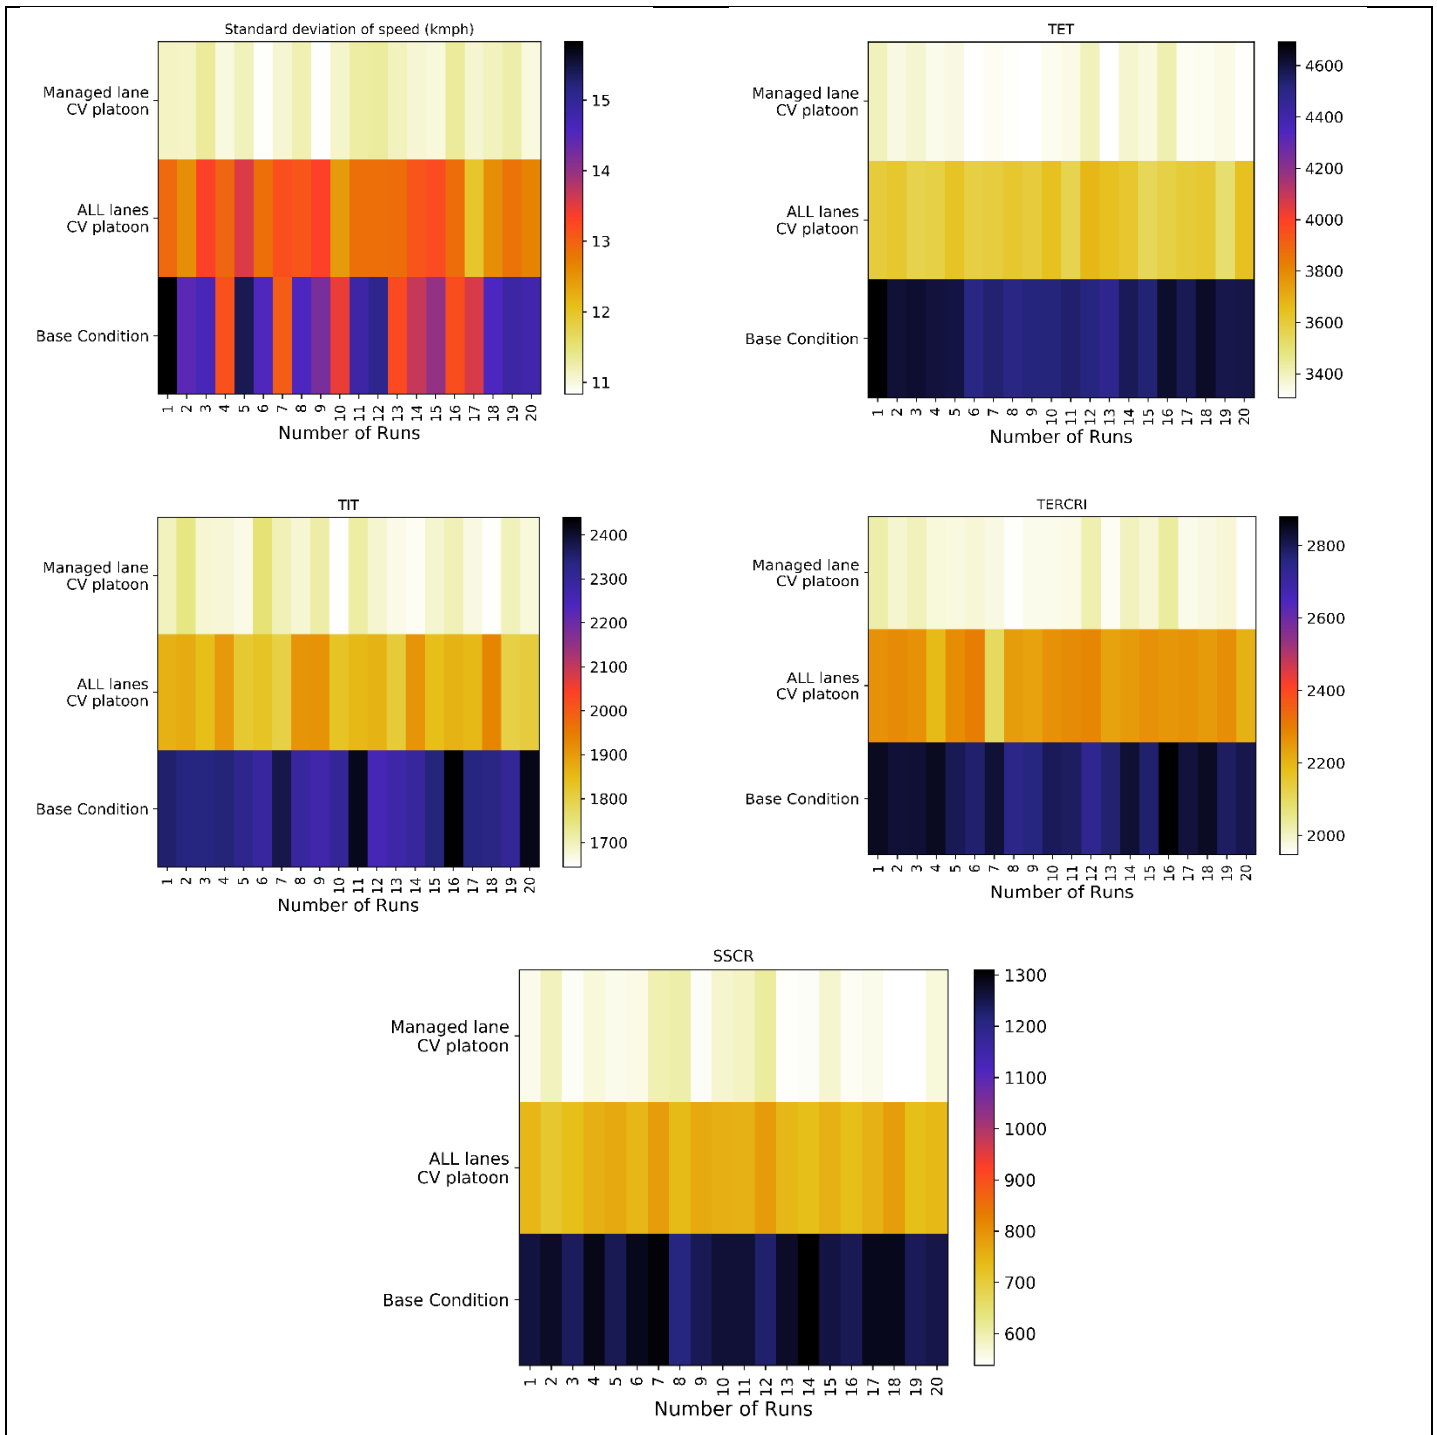 Standard deviation of speed (kmph)
Managed lane
CV platoon
ALL lanes
CV platoon
Base Condition
1 2 3 4 5 6 7 8 9 10 11 12 13 14 15 16 17 18 19 20
Number of Runs
15
14
13
12
11
TET
Managed lane
CV platoon
ALL lanes
CV platoon
Base Condition
1 2 3 4 5 6 7 8 9 10 11 12 13 14 15 16 17 18 19 20
Number of Runs
4600
4400
4200
4000
3800
3600
3400
TIT
Managed lane
CV platoon
ALL lanes
CV platoon
Base Condition
1 2 3 4 5 6 7 8 9 10 11 12 13 14 15 16 17 18 19 20
Number of Runs
2400
2300
2200
2100
2000
1900
1800
1700
TERCRI
Managed lane
CV platoon
ALL lanes
CV platoon
Base Condition
1 2 3 4 5 6 7 8 9 10 11 12 13 14 15 16 17 18 19 20
Number of Runs
2800
2600
2400
2200
2000
SSCR
Managed lane
CV platoon
ALL lanes
CV platoon
Base Condition
1 2 3 4 5 6 7 8 9 10 11 12 13 14 15 16 17 18 19 20
Number of Runs
1300
1200
1100
1000
900
800
700
600